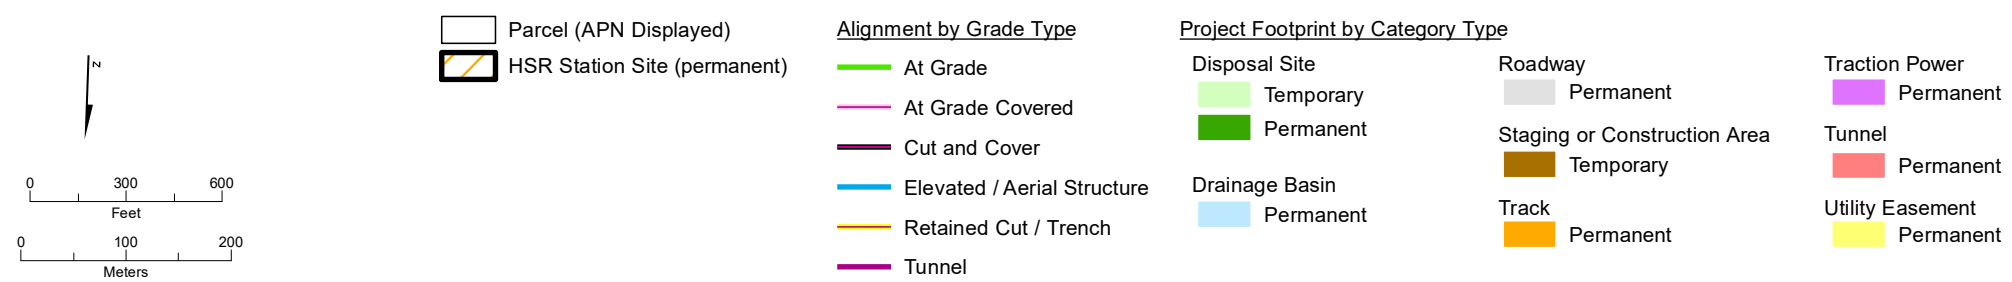 N
0 300 600
Feet
0 100 200
Meters
Parcel (APN Displayed)
HSR Station Site (permanent)
Alignment by Grade Type
At Grade
At Grade Covered
Cut and Cover
Elevated / Aerial Structure
Retained Cut / Trench
Tunnel
Project Footprint by Category Type
Disposal Site
Temporary
Permanent
Drainage Basin
Permanent
Roadway
Permanent
Staging or Construction Area
Temporary
Track
Permanent
Traction Power
Permanent
Tunnel
Permanent
Utility Easement
Permanent